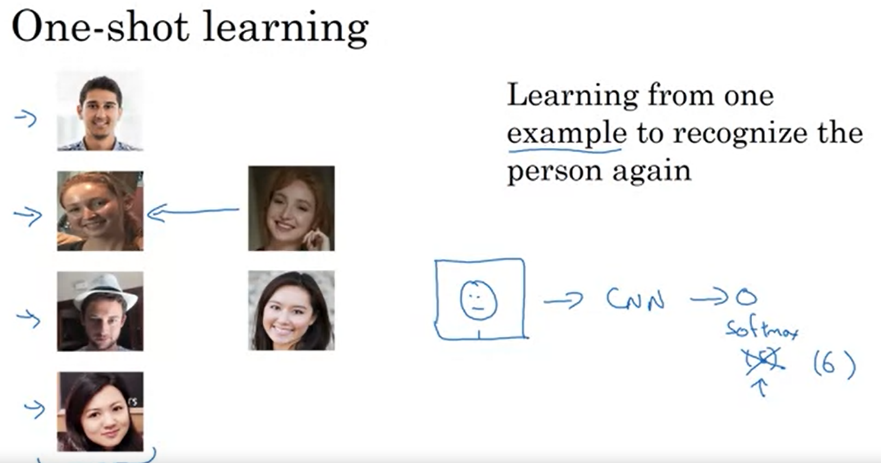 One-shot learning
Learning from one
example to recognize the
person again
→ CNN → O
softmax
(6)